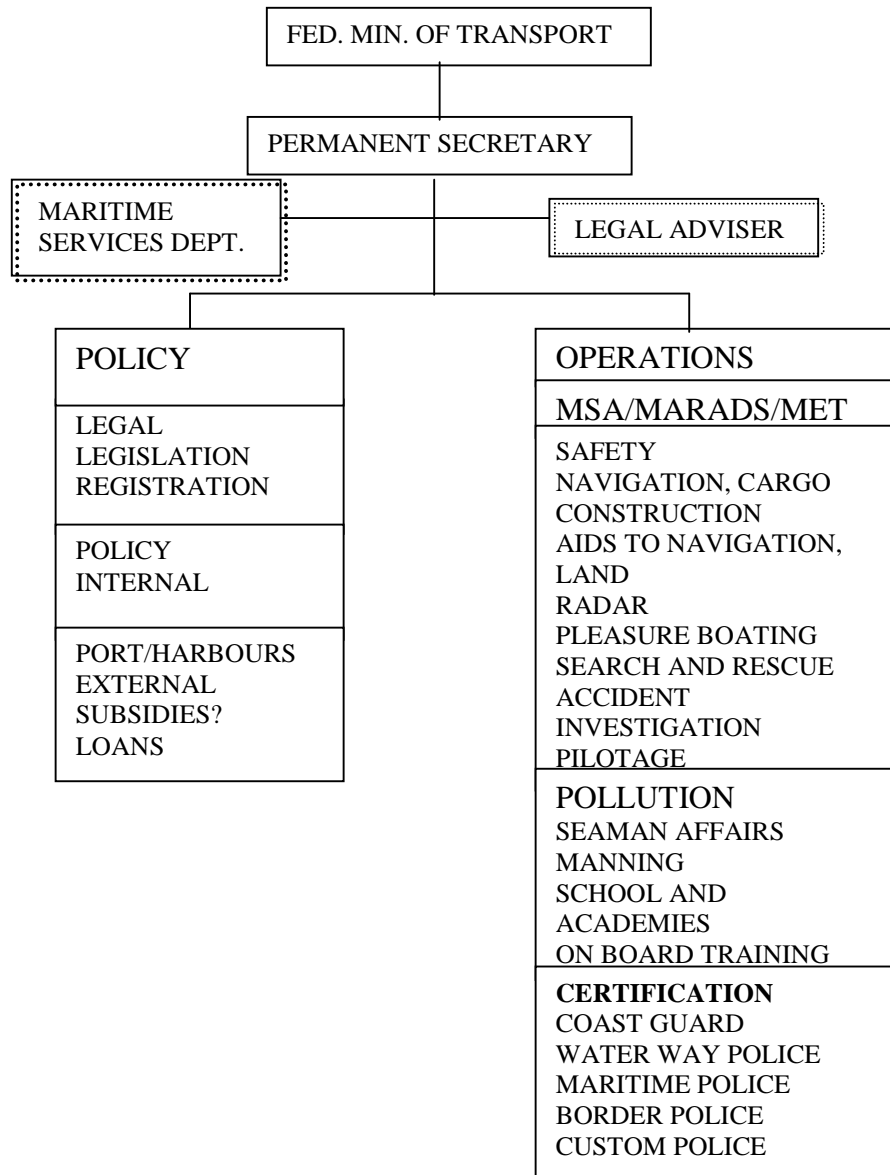 FED. MIN. OF TRANSPORT
PERMANENT SECRETARY
MARITIME
SERVICES DEPT.
LEGAL ADVISER
POLICY
LEGAL
LEGISLATION
REGISTRATION
POLICY
INTERNAL
PORT/HARBOURS
EXTERNAL
SUBSIDIES?
LOANS
OPERATIONS
MSA/MARADS/MET
SAFETY
NAVIGATION, CARGO
CONSTRUCTION
AIDS TO NAVIGATION,
LAND
RADAR
PLEASURE BOATING
SEARCH AND RESCUE
ACCIDENT
INVESTIGATION
PILOTAGE
POLLUTION
SEAMAN AFFAIRS
MANNING
SCHOOL AND
ACADEMIES
ON BOARD TRAINING
CERTIFICATION
COAST GUARD
WATER WAY POLICE
MARITIME POLICE
BORDER POLICE
CUSTOM POLICE